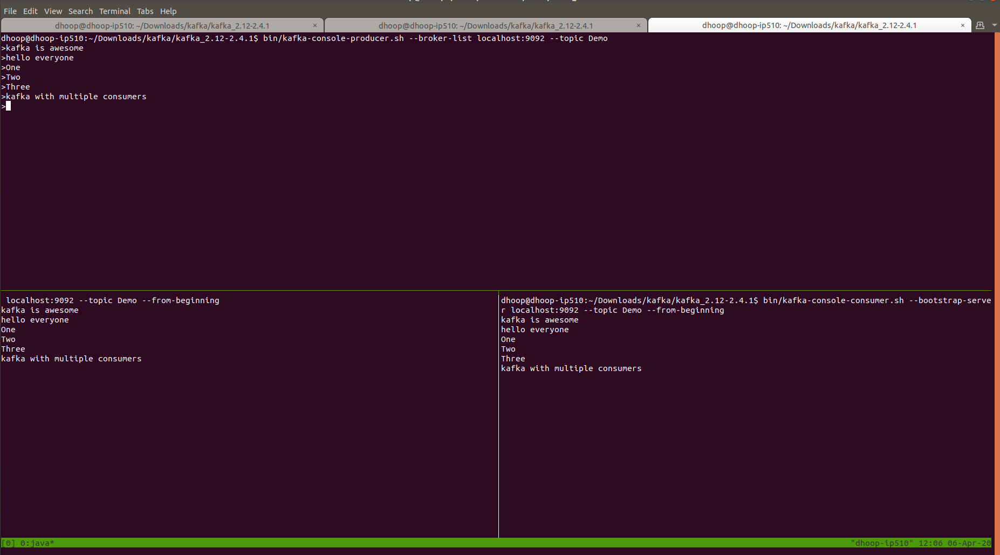 File Edit View Search Terminal Tabs Help
dhoop@dhoop-ip510: ~/Downloads/kafka/kafka_2.12-2.4.1 × dhoop@dhoop-ip510: ~/Downloads/kafka/kafka_2.12-2.4.1 × dhoop@dhoop-ip510: ~/Downloads/kafka/kafka_2.12-2.4.1 ×
dhoop@dhoop-ip510:~/Downloads/kafka/kafka_2.12-2.4.1$ bin/kafka-console-producer.sh --broker-list localhost:9092 --topic Demo
>kafka is awesome
>hello everyone
>One
>Two
>Three
>kafka with multiple consumers
>
localhost:9092 --topic Demo --from-beginning
kafka is awesome
hello everyone
One
Two
Three
kafka with multiple consumers
dhoop@dhoop-ip510:~/Downloads/kafka/kafka_2.12-2.4.1$ bin/kafka-console-consumer.sh --bootstrap-serve
r localhost:9092 --topic Demo --from-beginning
kafka is awesome
hello everyone
One
Two
Three
kafka with multiple consumers
[0] 0:java* "dhoop-ip510" 12:06 06-Apr-20